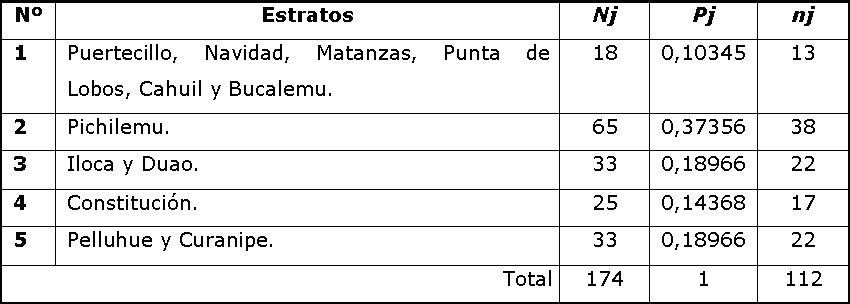 Nº Estratos Nj Pj nj
1 Puertecillo, Navidad, Matanzas, Punta de 18 0,10345 13
Lobos, Cahuil y Bucalemu.
2 Pichilemu. 65 0,37356 38
3 Iloca y Duao. 33 0,18966 22
4 Constitución. 25 0,14368 17
5 Pelluhue y Curanipe. 33 0,18966 22
Total 174 1 112